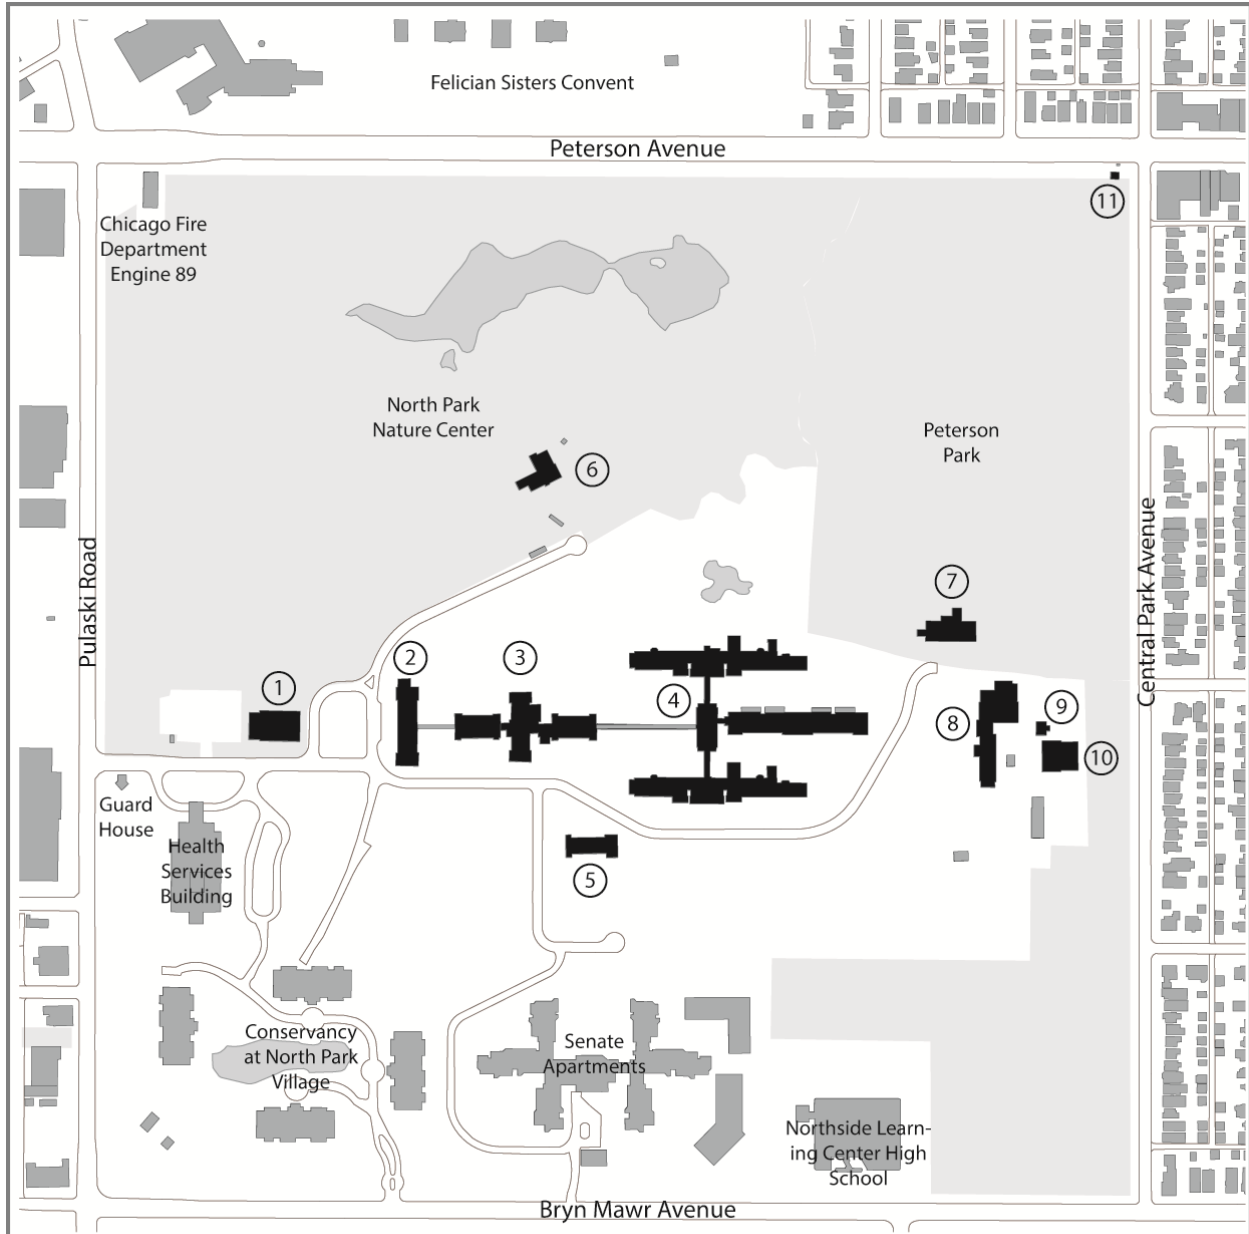 Felician Sisters Convent
Peterson Avenue
11
Chicago Fire
Department
Engine 89
North Park
Nature Center
Peterson
Park
6
Pulaski Road
Central Park Avenue
7
2
3
1
4
8
9
10
Guard
House
Health
Services
Building
5
Conservancy
at North Park
Village
Senate
Apartments
Northside Learn-
ing Center High
School
Bryn Mawr Avenue